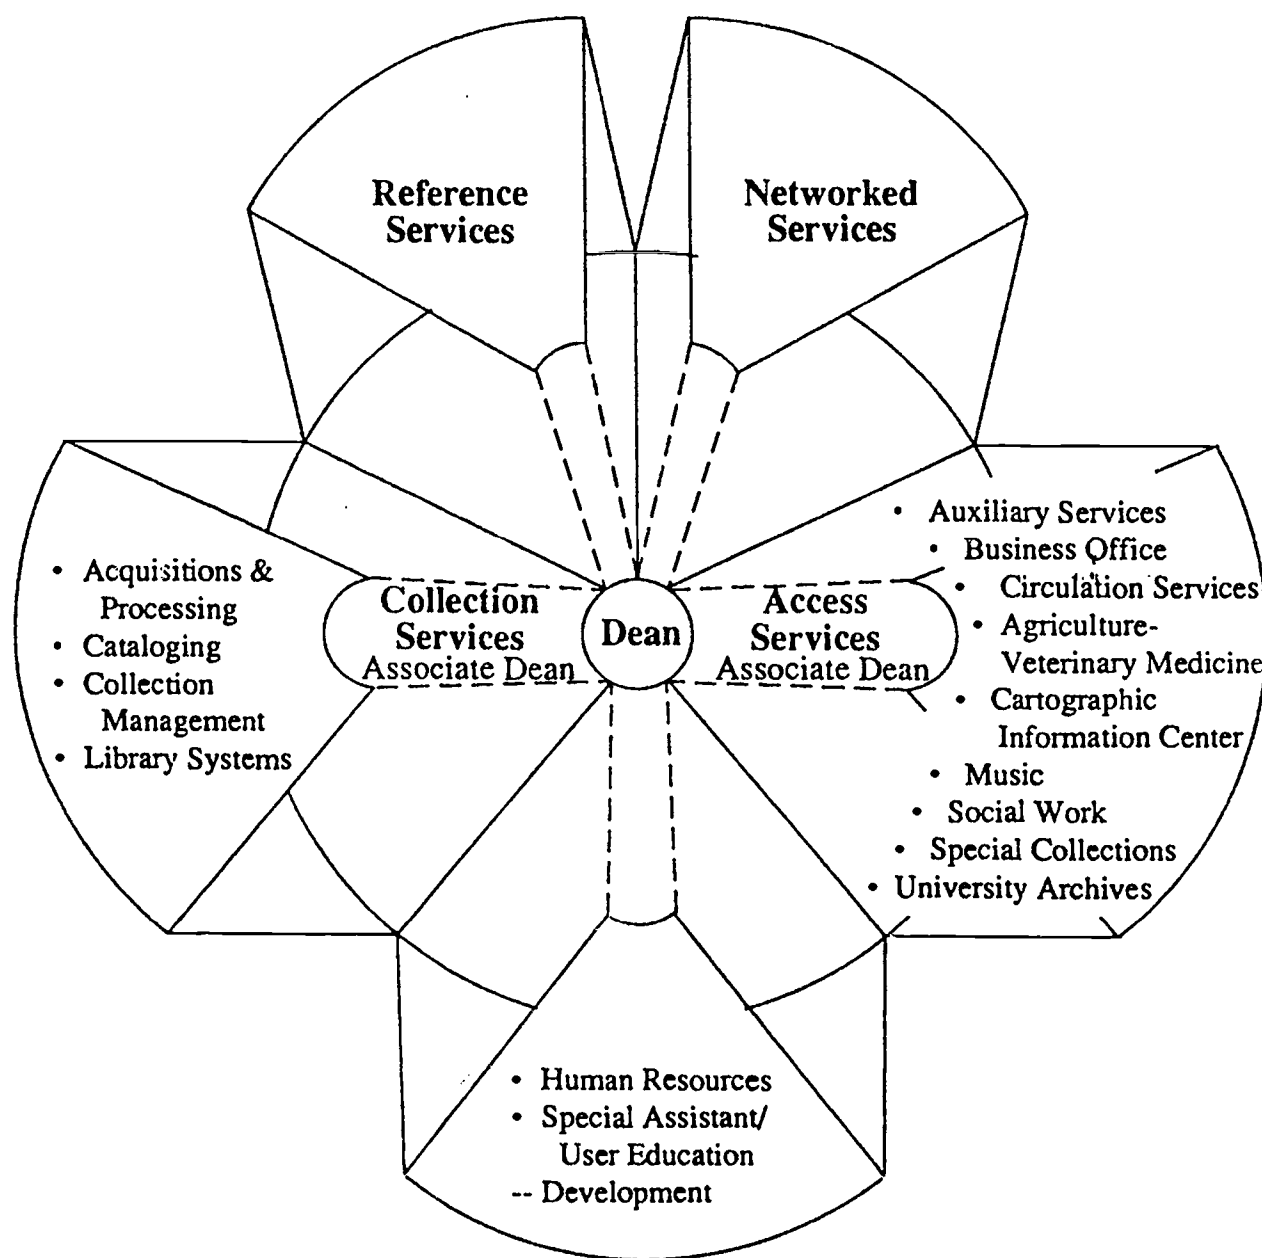 Reference
Services
Networked
Services
• Acquisitions &
Processing
• Cataloging
• Collection
Management
• Library Systems
Collection
Services
Associate Dean
Dean
Access
Services
Associate Dean
• Auxiliary Services
• Business Office
• Circulation Services
• Agriculture-
Veterinary Medicine
• Cartographic
Information Center
• Music
• Social Work
• Special Collections
• University Archives
• Human Resources
• Special Assistant/
User Education
-- Development